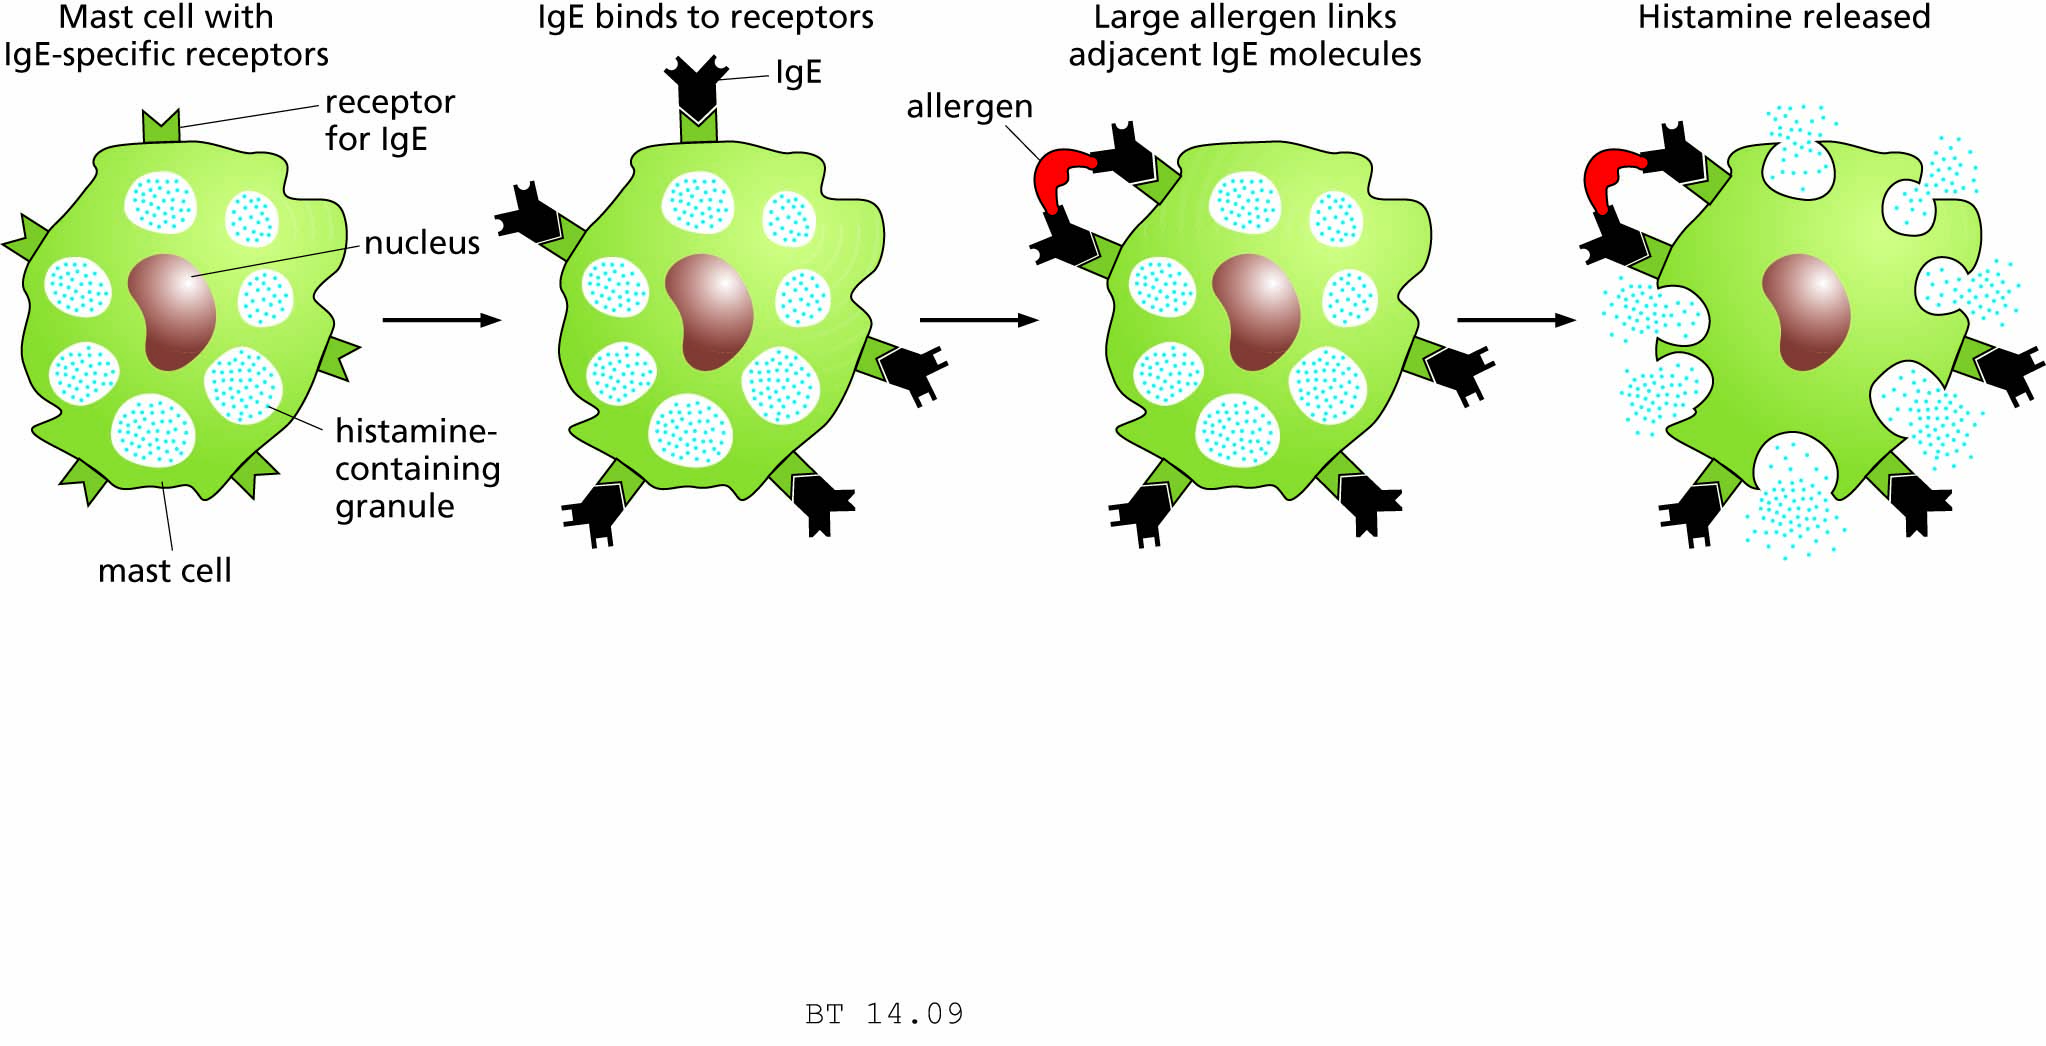 Mast cell with
IgE-specific receptors
receptor
for IgE
nucleus
histamine-
containing
granule
mast cell
IgE binds to receptors
IgE
Large allergen links
adjacent IgE molecules
allergen
Histamine released
BT 14.09